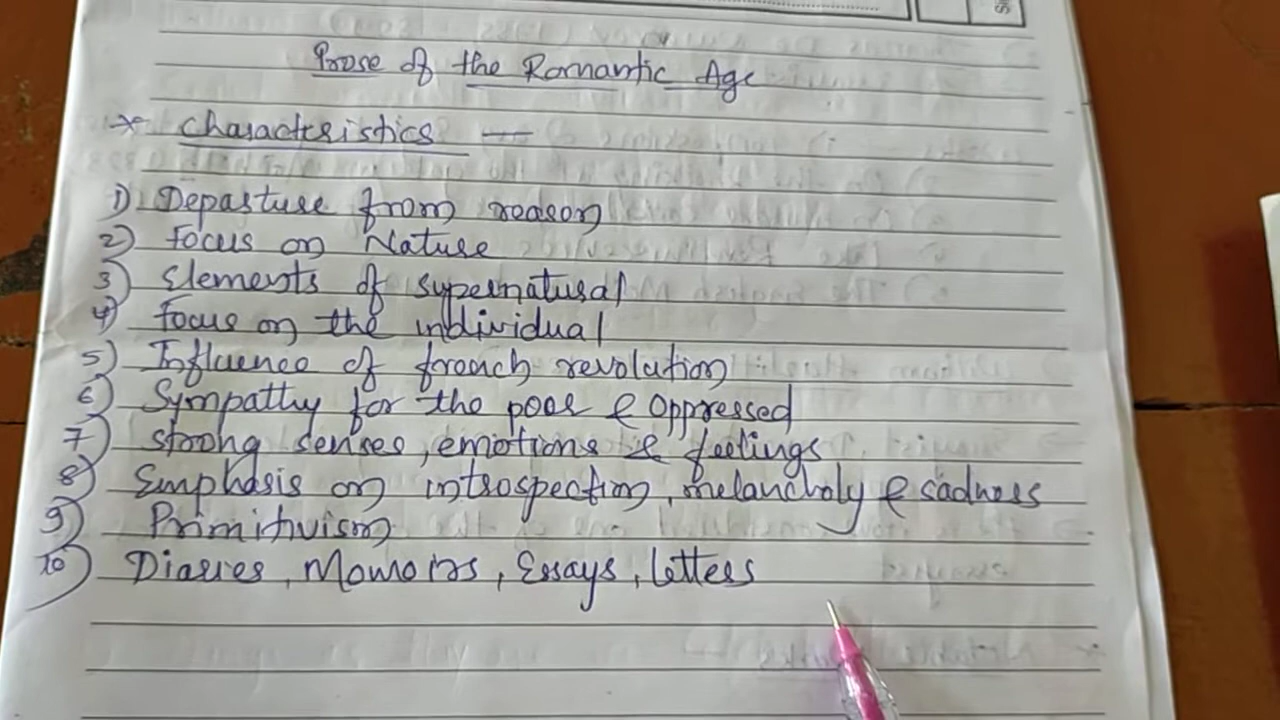 Prose of the Romantic Age
* Characteristics —
1) Departure from reason
2) Focus on Nature
3) Elements of supernatural
4) Focus on the individual
5) Influence of french revolution
6) Sympathy for the poor & oppressed
7) strong senses, emotions & feelings
8) Emphasis on introspection, melancholy & sadness
9) Primitivism
10) Diaries, Momoirs, Essays, letters